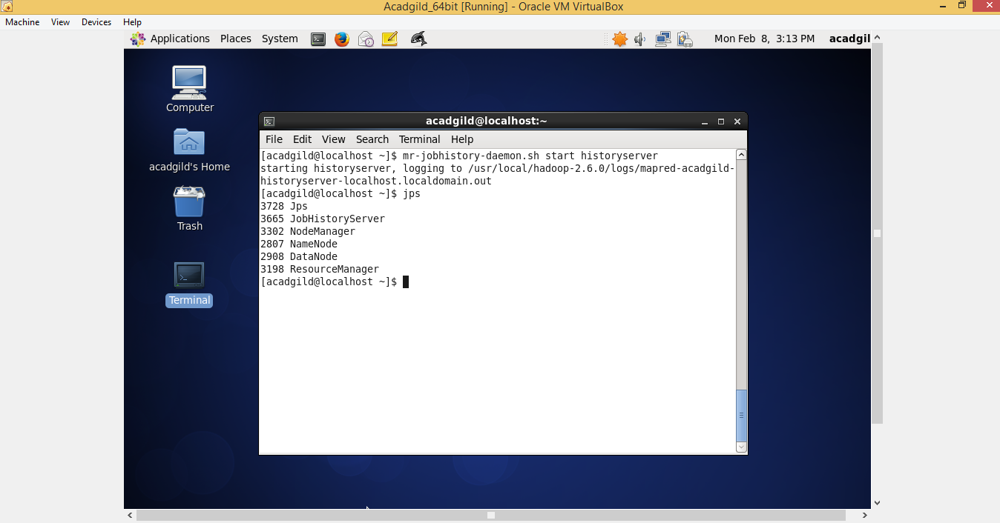 Acadgild_64bit [Running] - Oracle VM VirtualBox
Machine View Devices Help
Applications Places System
Mon Feb 8, 3:13 PM acadgil
Computer
acadgild's Home
Trash
Terminal
acadgild@localhost:~
File Edit View Search Terminal Help
[acadgild@localhost ~]$ mr-jobhistory-daemon.sh start historyserver
starting historyserver, logging to /usr/local/hadoop-2.6.0/logs/mapred-acadgild-
historyserver-localhost.localdomain.out
[acadgild@localhost ~]$ jps
3728 Jps
3665 JobHistoryServer
3302 NodeManager
2807 NameNode
2908 DataNode
3198 ResourceManager
[acadgild@localhost ~]$